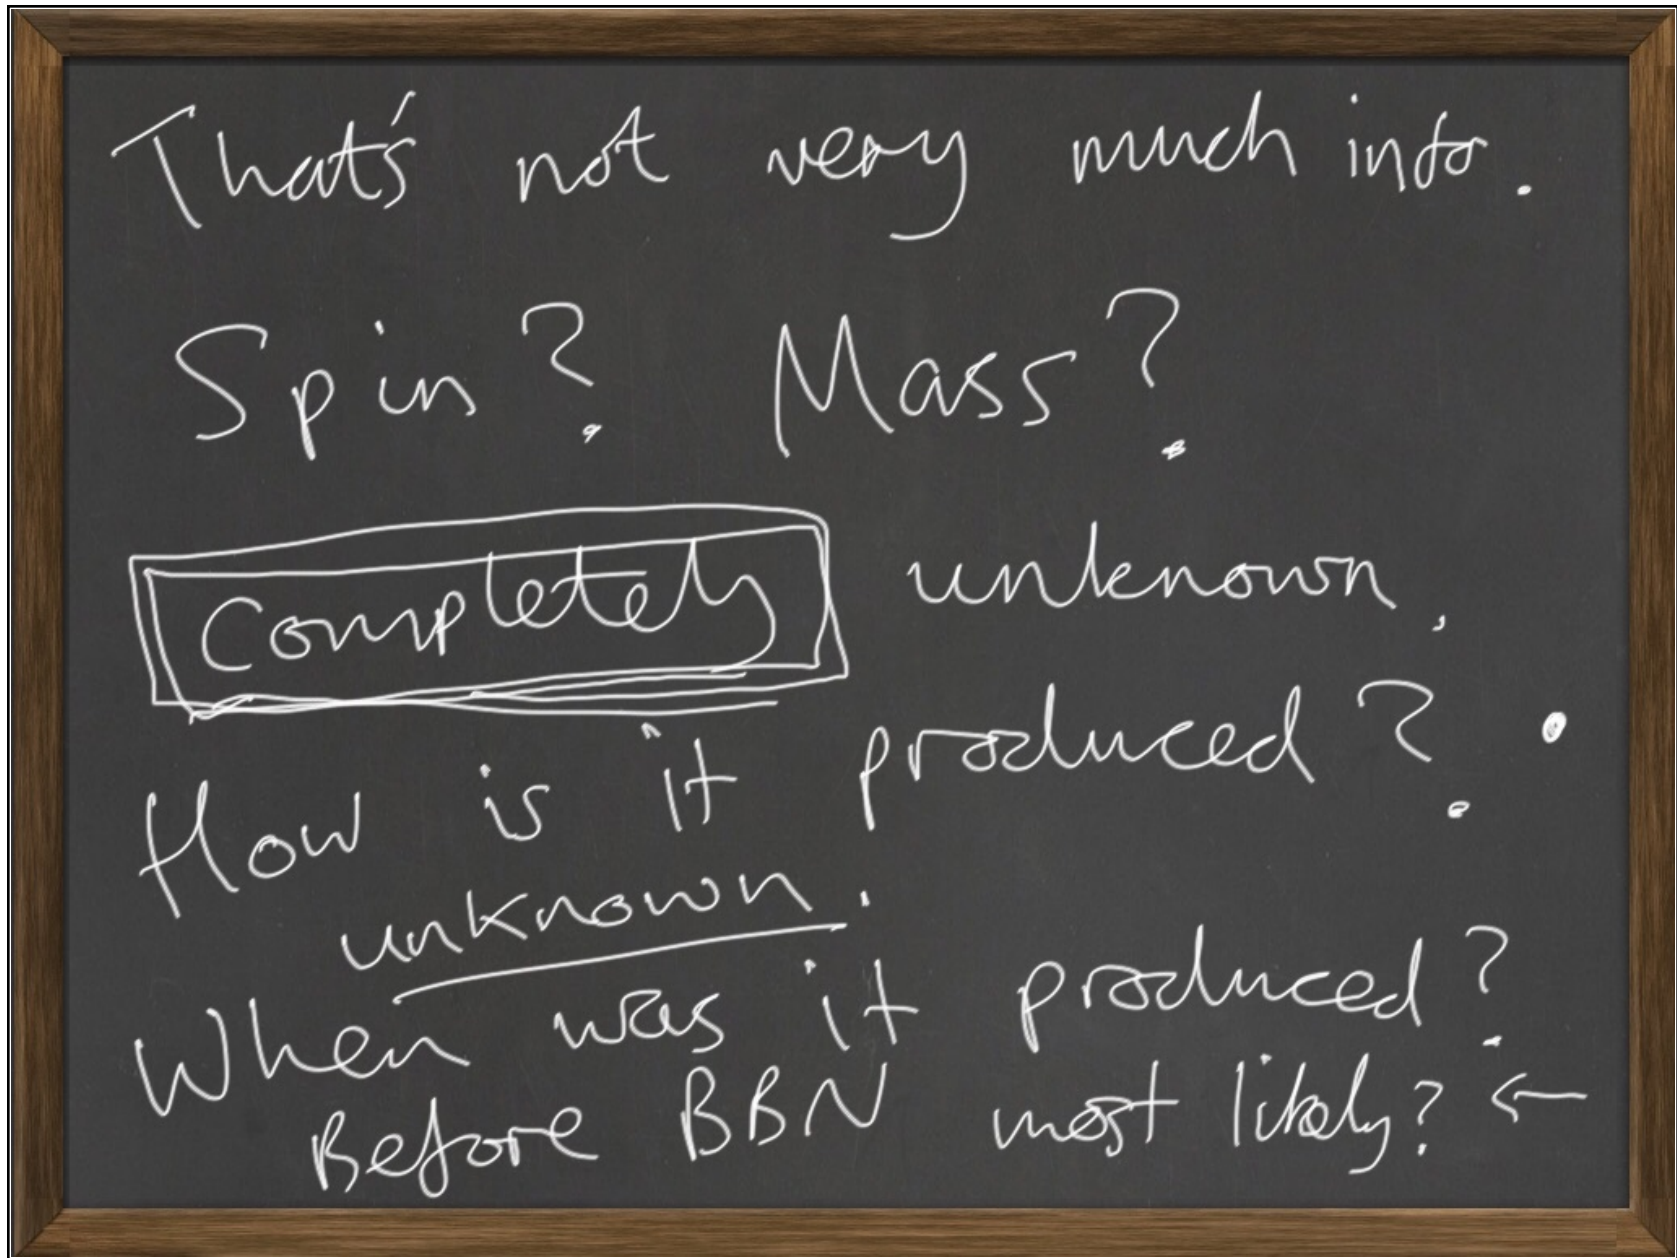 That's not very much info.
Spin? Mass?
Completely unknown.
How is it produced?
unknown.
When was it produced?
Before BBN most likely? ←